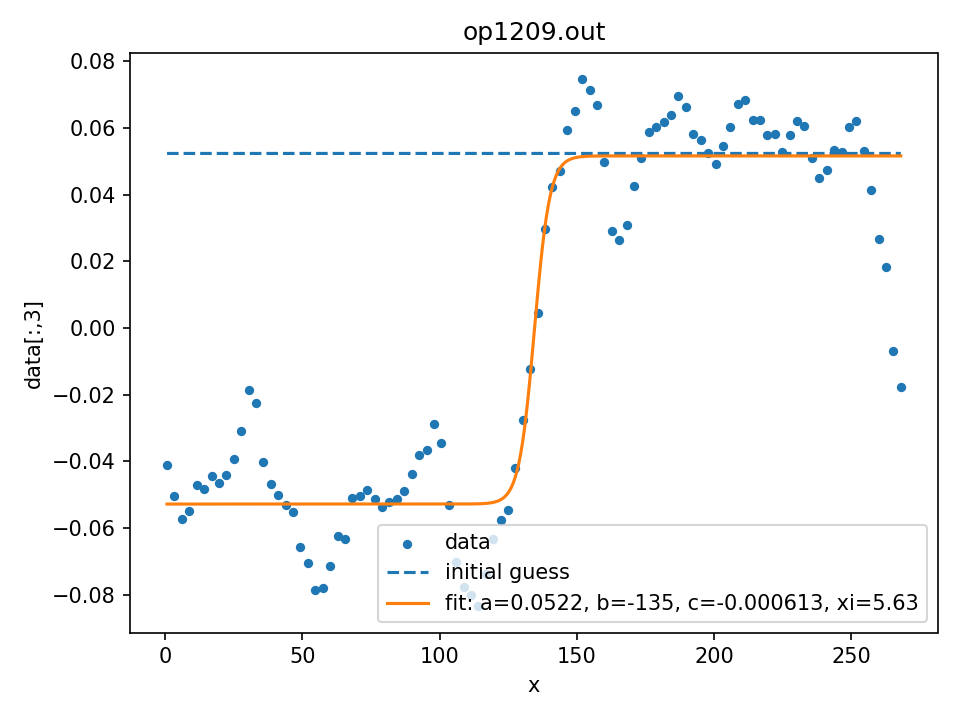 op1209.out
0.08
0.06
0.04
0.02
0.00
−0.02
−0.04
−0.06
−0.08
data[:,3]
data
initial guess
fit: a=0.0522, b=-135, c=-0.000613, xi=5.63
0 50 100 150 200 250
x